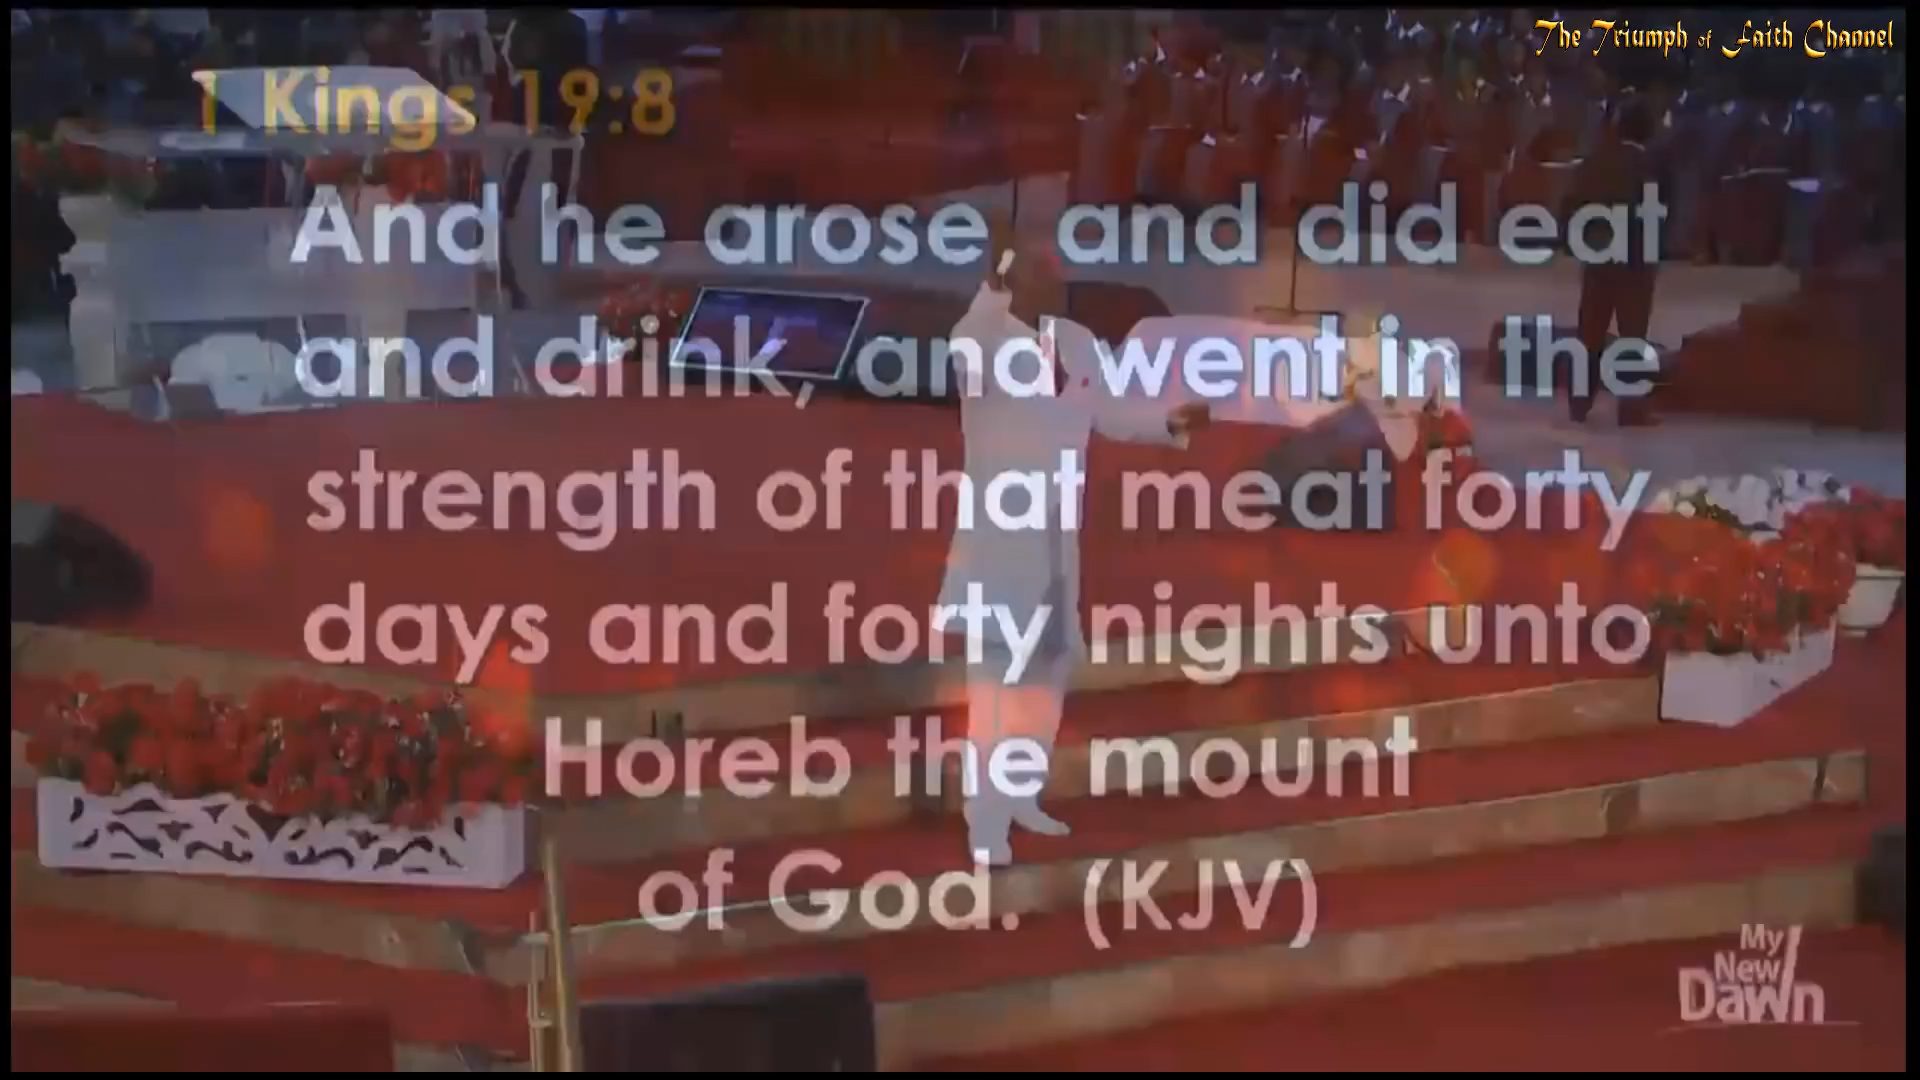 The Triumph of Faith Channel
1 Kings 19:8
And he arose, and did eat
and drink, and went in the
strength of that meat forty
days and forty nights unto
Horeb the mount
of God. (KJV)
My
New
Dawn